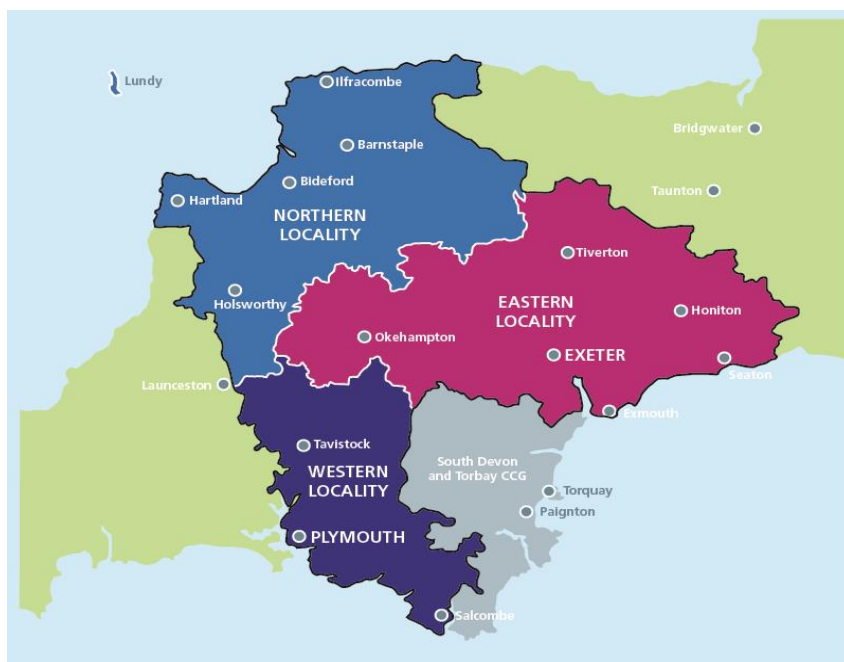 Lundy
Ilfracombe
Bridgwater
Barnstaple
Bideford
Taunton
Hartland
NORTHERN
LOCALITY
Tiverton
Holsworthy
EASTERN
LOCALITY
Honiton
Okehampton
EXETER
Seaton
Launceston
Exmouth
Tavistock
South Devon
and Torbay CCG
WESTERN
LOCALITY
Torquay
Paignton
PLYMOUTH
Salcombe